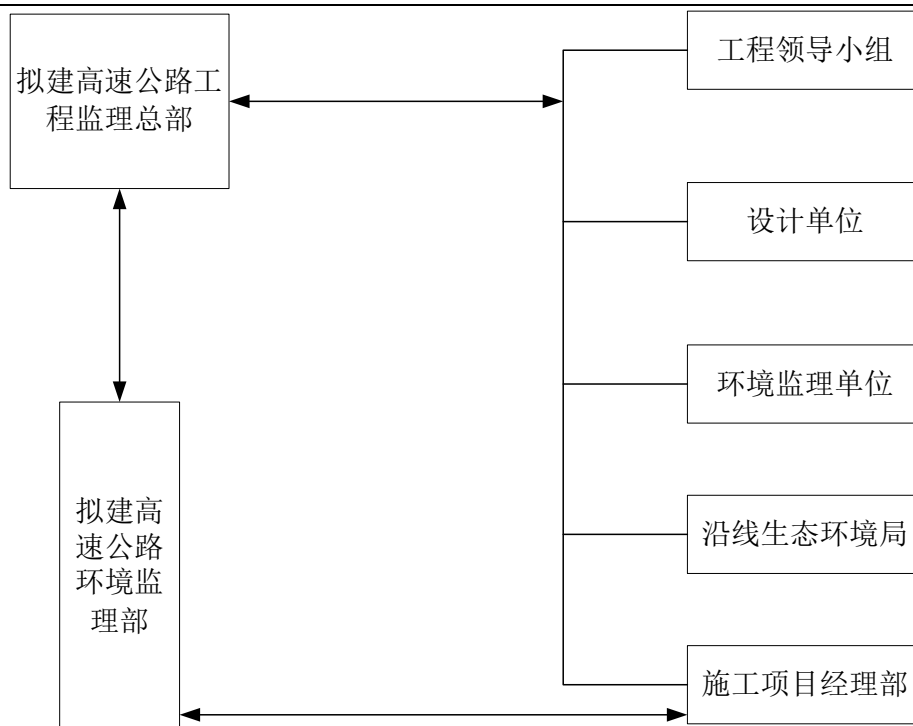 拟建高速公路工
程监理总部
工程领导小组
设计单位
环境监理单位
拟建高
速公路
环境监
理部
沿线生态环境局
施工项目经理部